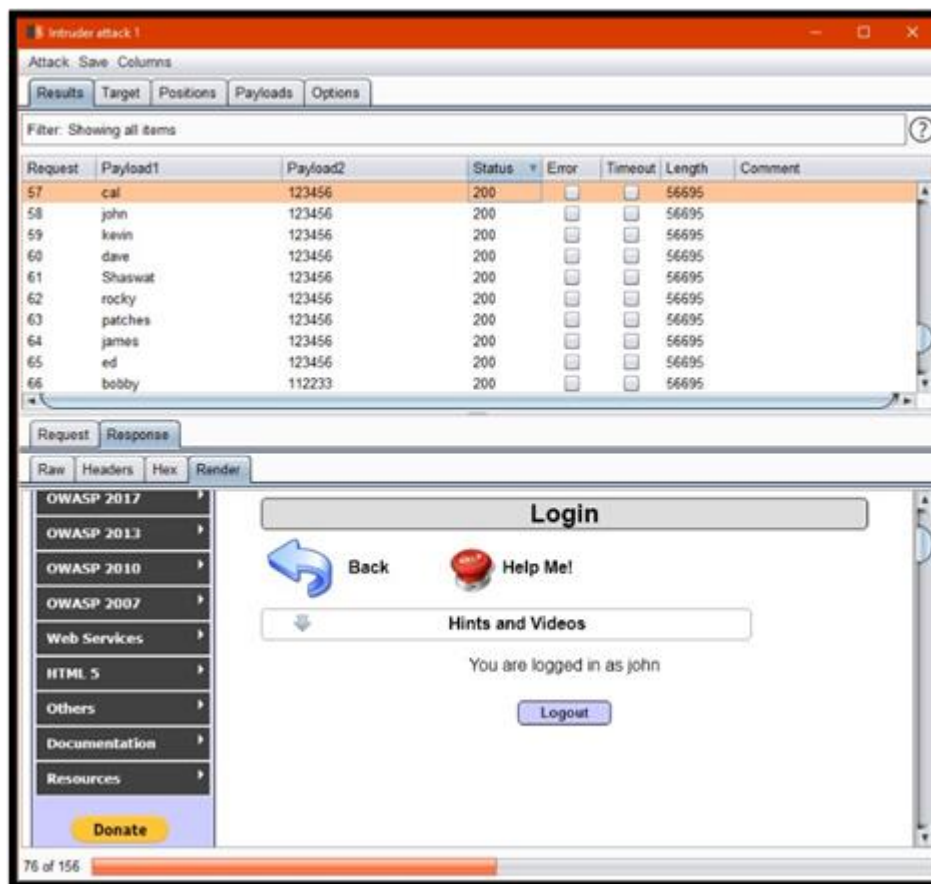 Intruder attack 1
Attack Save Columns
Results Target Positions Payloads Options
Filter: Showing all items
?
Request Payload1 Payload2 Status Error Timeout Length Comment
57 cal 123456 200 56695
58 john 123456 200 56695
59 kevin 123456 200 56695
60 dave 123456 200 56695
61 Shaswat 123456 200 56695
62 rocky 123456 200 56695
63 patches 123456 200 56695
64 james 123456 200 56695
65 ed 123456 200 56695
66 bobby 112233 200 56695
Request Response
Raw Headers Hex Render
OWASP 2017
OWASP 2013
OWASP 2010
OWASP 2007
Web Services
HTML 5
Others
Documentation
Resources
Donate
Login
Back Help Me!
Hints and Videos
You are logged in as john
Logout
76 of 156